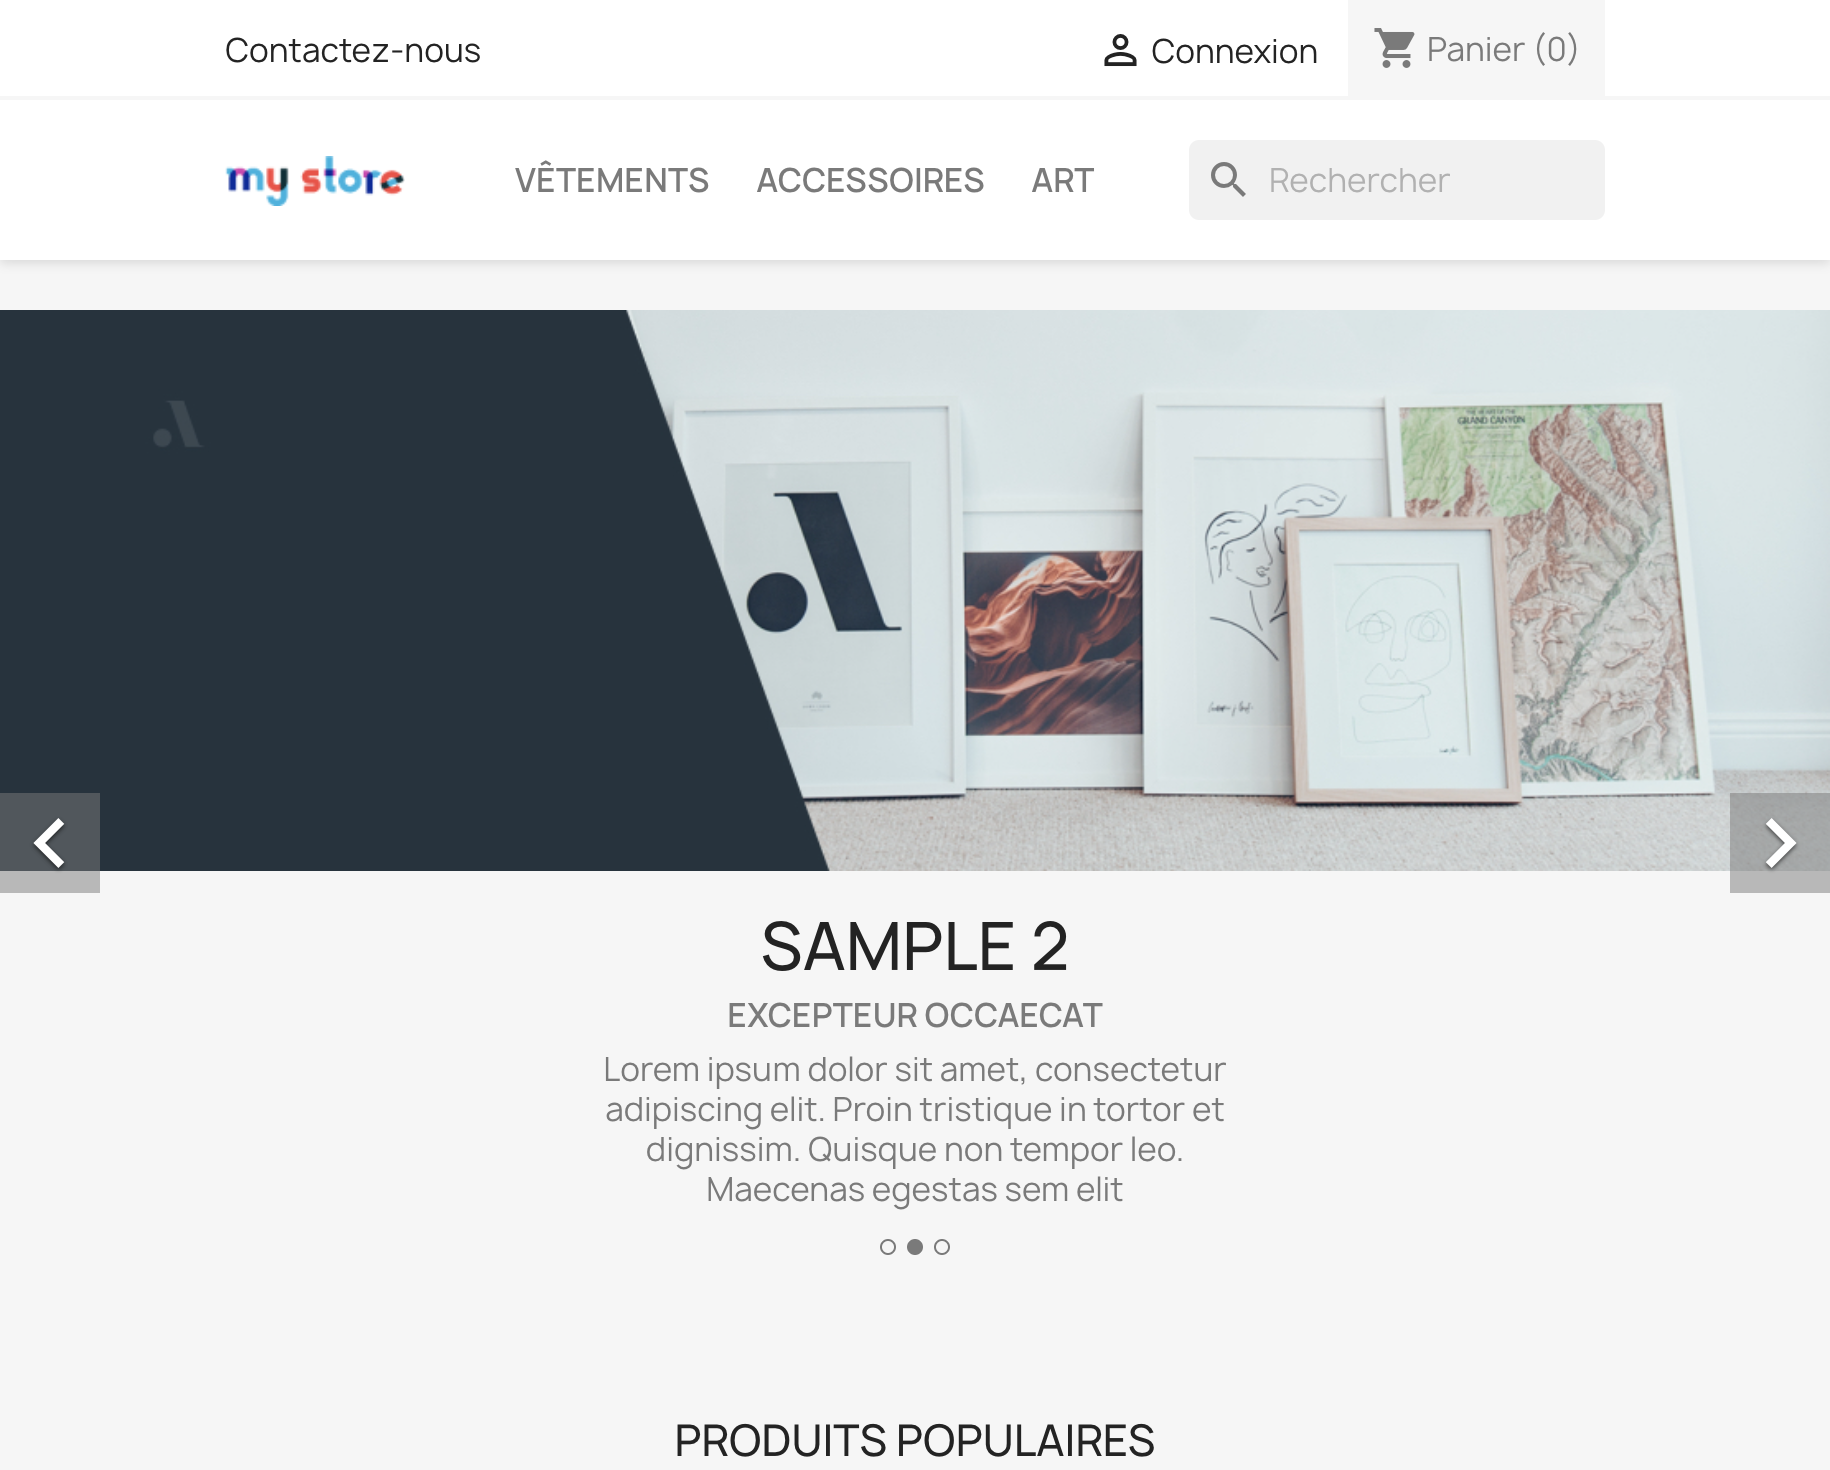 Contactez-nous
Connexion
Panier (0)
my store
VÊTEMENTS
ACCESSOIRES
ART
Rechercher
GRAND CANYON
SAMPLE 2
EXCEPTEUR OCCAECAT
Lorem ipsum dolor sit amet, consectetur
adipiscing elit. Proin tristique in tortor et
dignissim. Quisque non tempor leo.
Maecenas egestas sem elit
PRODUITS POPULAIRES